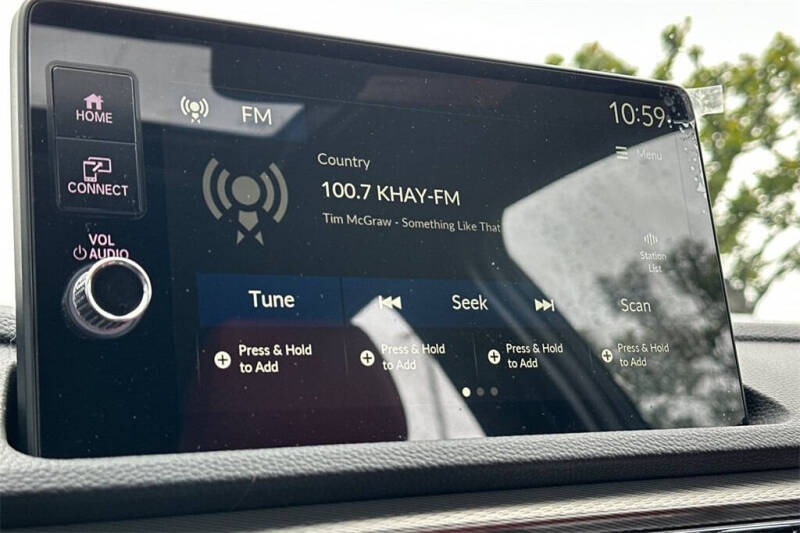 HOME
CONNECT
VOL
AUDIO
FM
10:59
Menu
Country
100.7 KHAY-FM
Tim McGraw - Something Like That
Station
List
Tune
Seek
Scan
Press & Hold
to Add
Press & Hold
to Add
Press & Hold
to Add
Press & Hold
to Add